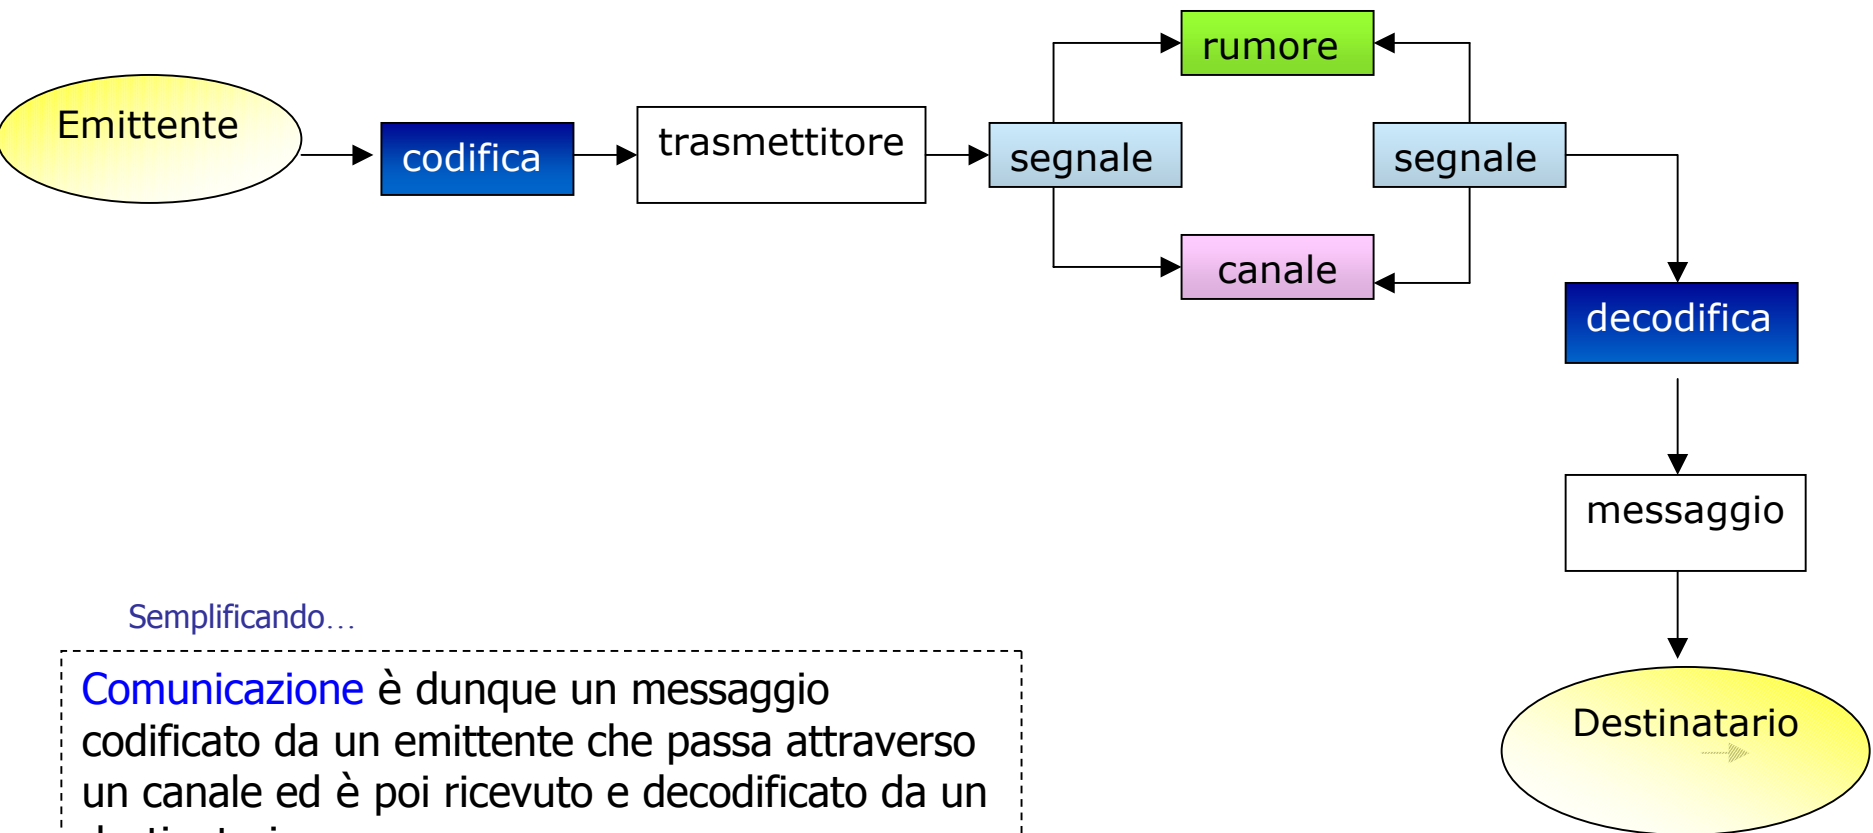 rumore
Emittente
codifica
trasmettitore
segnale
segnale
canale
decodifica
messaggio
Semplificando...
Comunicazione è dunque un messaggio
codificato da un emittente che passa attraverso
un canale ed è poi ricevuto e decodificato da un
Destinatario